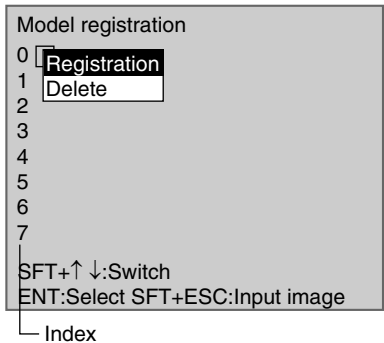 Model registration
0 Registration
1 Delete
2
3
4
5
6
7
SFT+↑ ↓:Switch
ENT:Select SFT+ESC:Input image
Index